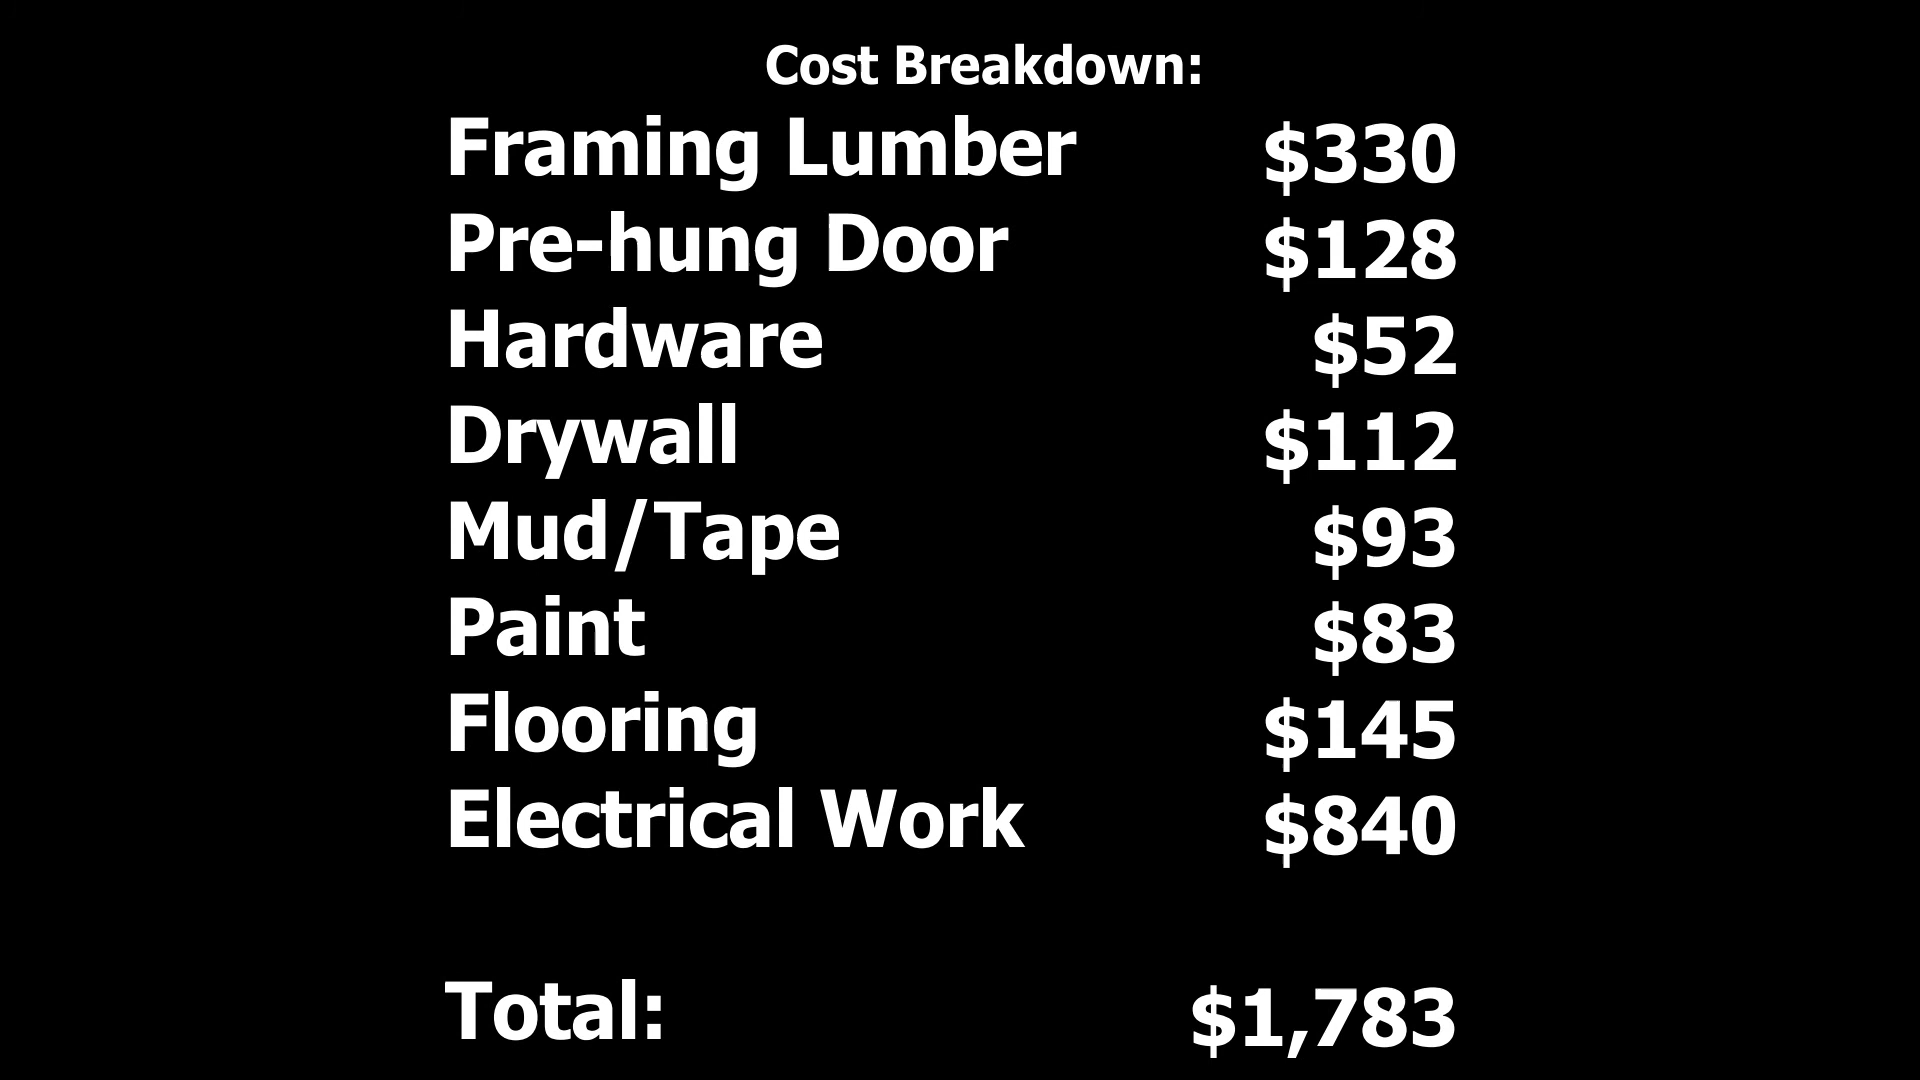 Cost Breakdown:
Framing Lumber $330
Pre-hung Door $128
Hardware $52
Drywall $112
Mud/Tape $93
Paint $83
Flooring $145
Electrical Work $840
Total: $1,783